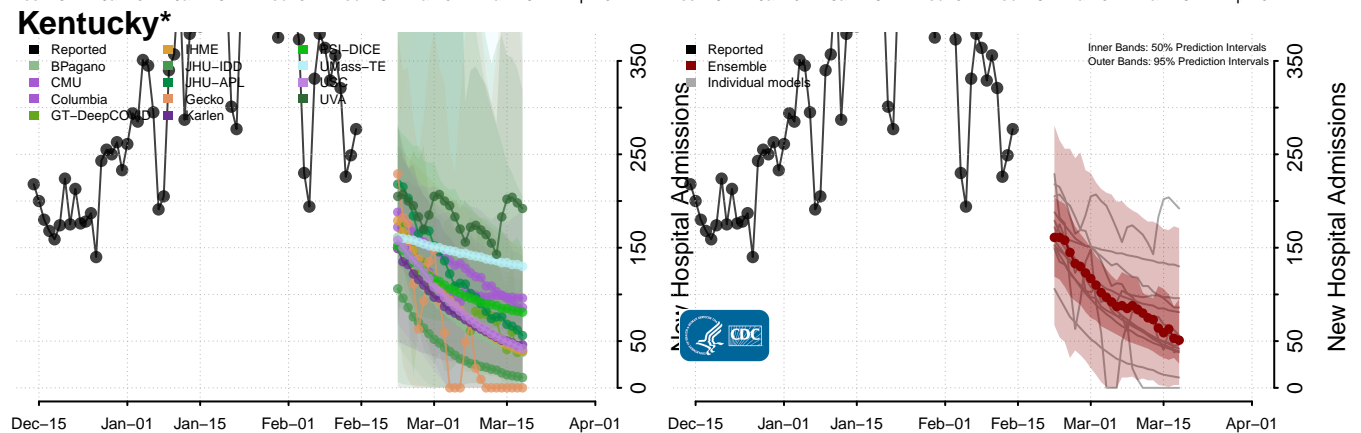 Kentucky*
Reported
BPagano
CMU
Columbia
GT−DeepCOVID
IHME
JHU−IDD
JHU−APL
Gecko
Karlen
PSI−DICE
UMass−TE
USC
UVA
350
250
150
50
0
New Hospital Admissions
Dec−15 Jan−01 Jan−15 Feb−01 Feb−15 Mar−01 Mar−15 Apr−01
Reported
Ensemble
Individual models
Inner Bands: 50% Prediction Intervals
Outer Bands: 95% Prediction Intervals
CDC
350
250
150
50
0
New Hospital Admissions
Dec−15 Jan−01 Jan−15 Feb−01 Feb−15 Mar−01 Mar−15 Apr−01